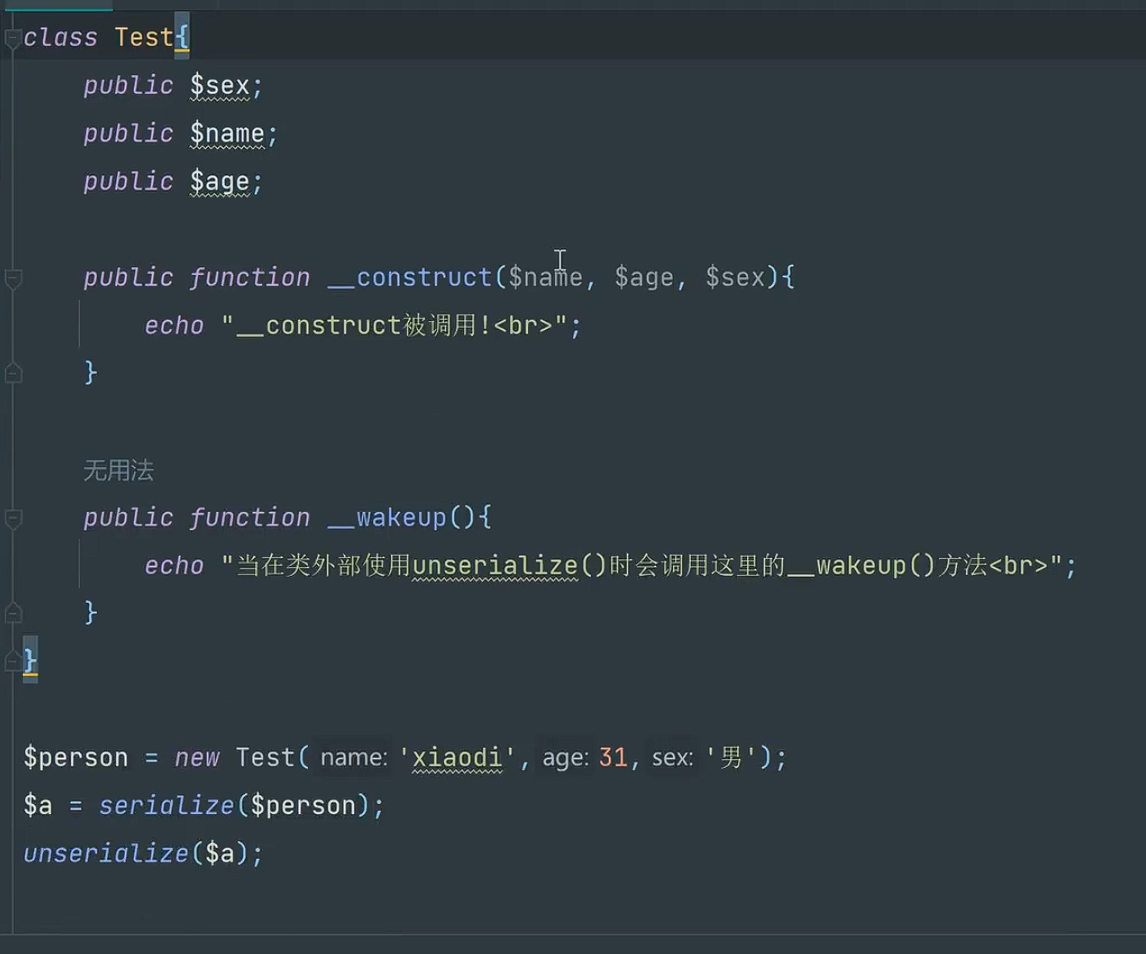 class Test{
public $sex;
public $name;
public $age;
public function __construct($name, $age, $sex){
echo "__construct被调用!<br>";
}
无用法
public function __wakeup(){
echo "当在类外部使用unserialize()时会调用这里的__wakeup()方法<br>";
}
}
$person = new Test( name: 'xiaodi', age: 31, sex: '男');
$a = serialize($person);
unserialize($a);